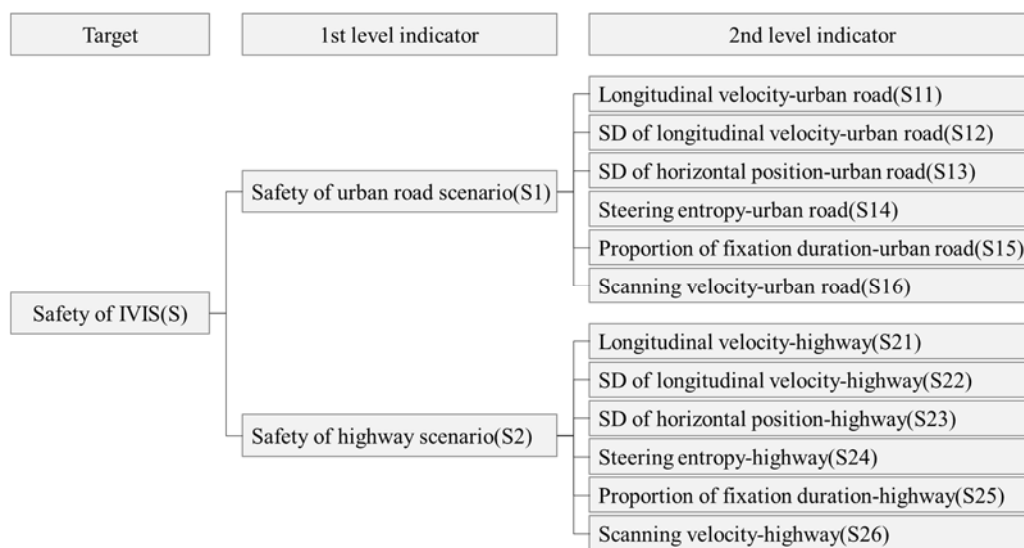 Target
1st level indicator
2nd level indicator
Longitudinal velocity-urban road(S11)
SD of longitudinal velocity-urban road(S12)
SD of horizontal position-urban road(S13)
Safety of urban road scenario(S1)
Steering entropy-urban road(S14)
Proportion of fixation duration-urban road(S15)
Scanning velocity-urban road(S16)
Safety of IVIS(S)
Longitudinal velocity-highway(S21)
SD of longitudinal velocity-highway(S22)
SD of horizontal position-highway(S23)
Safety of highway scenario(S2)
Steering entropy-highway(S24)
Proportion of fixation duration-highway(S25)
Scanning velocity-highway(S26)